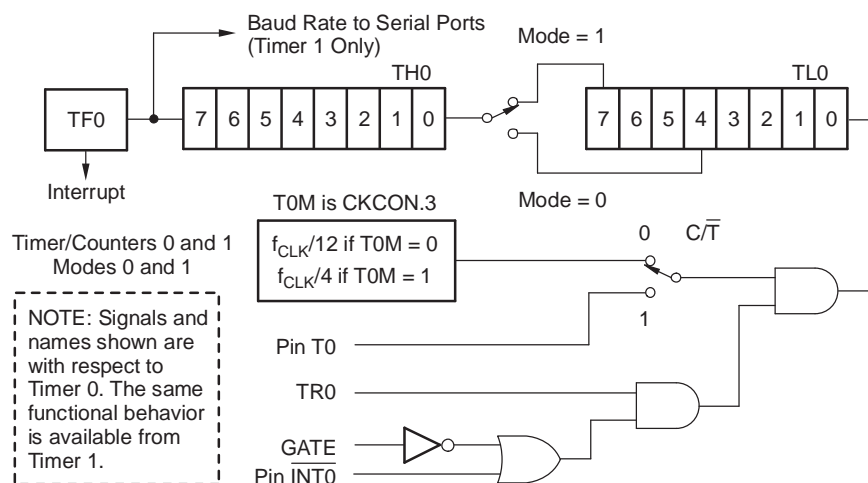 Baud Rate to Serial Ports
(Timer 1 Only)
Mode = 1
TH0
TL0
TF0
7 6 5 4 3 2 1 0
7 6 5 4 3 2 1 0
Interrupt
Mode = 0
T0M is CKCON.3
Timer/Counters 0 and 1
Modes 0 and 1
f_CLK/12 if T0M = 0
f_CLK/4 if T0M = 1
0
C/T̅
1
NOTE: Signals and
names shown are
with respect to
Timer 0. The same
functional behavior
is available from
Timer 1.
Pin T0
TR0
GATE
Pin I̅N̅T̅0̅